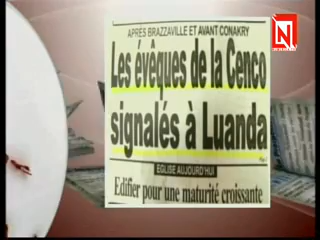 APRÈS BRAZZAVILLE ET AVANT CONAKRY
Les évêques de la Cenco
signalés à Luanda
EGLISE AUJOURD'HUI
Edifier pour une maturité croissante
N